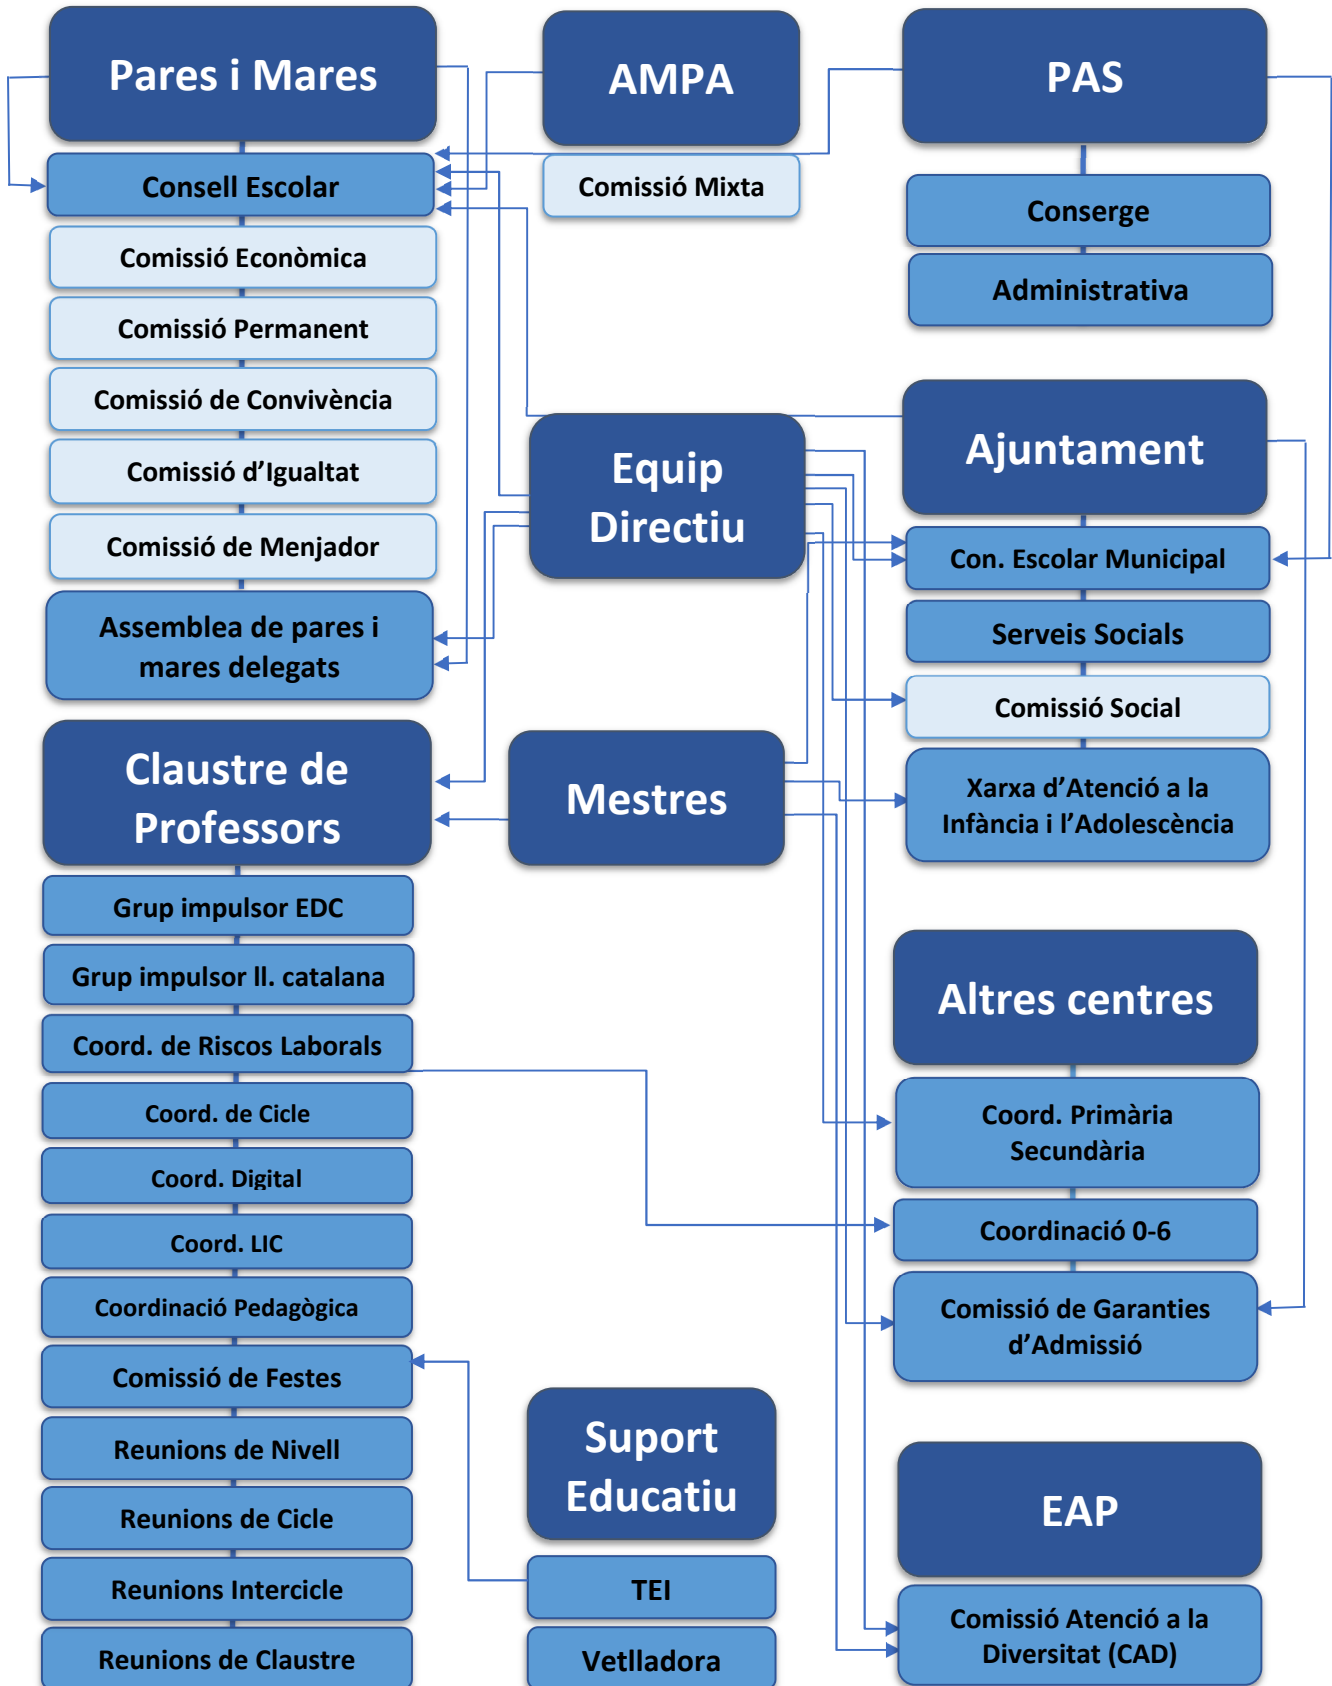 Pares i Mares
Consell Escolar
Comissió Econòmica
Comissió Permanent
Comissió de Convivència
Comissió d’Igualtat
Comissió de Menjador
Assemblea de pares i
mares delegats
AMPA
Comissió Mixta
PAS
Conserge
Administrativa
Equip
Directiu
Ajuntament
Con. Escolar Municipal
Serveis Socials
Comissió Social
Xarxa d’Atenció a la
Infància i l’Adolescència
Claustre de
Professors
Grup impulsor EDC
Grup impulsor ll. catalana
Coord. de Riscos Laborals
Coord. de Cicle
Coord. Digital
Coord. LIC
Coordinació Pedagògica
Comissió de Festes
Reunions de Nivell
Reunions de Cicle
Reunions Intercicle
Reunions de Claustre
Mestres
Altres centres
Coord. Primària
Secundària
Coordinació 0-6
Comissió de Garanties
d’Admissió
Suport
Educatiu
TEI
Vetlladora
EAP
Comissió Atenció a la
Diversitat (CAD)